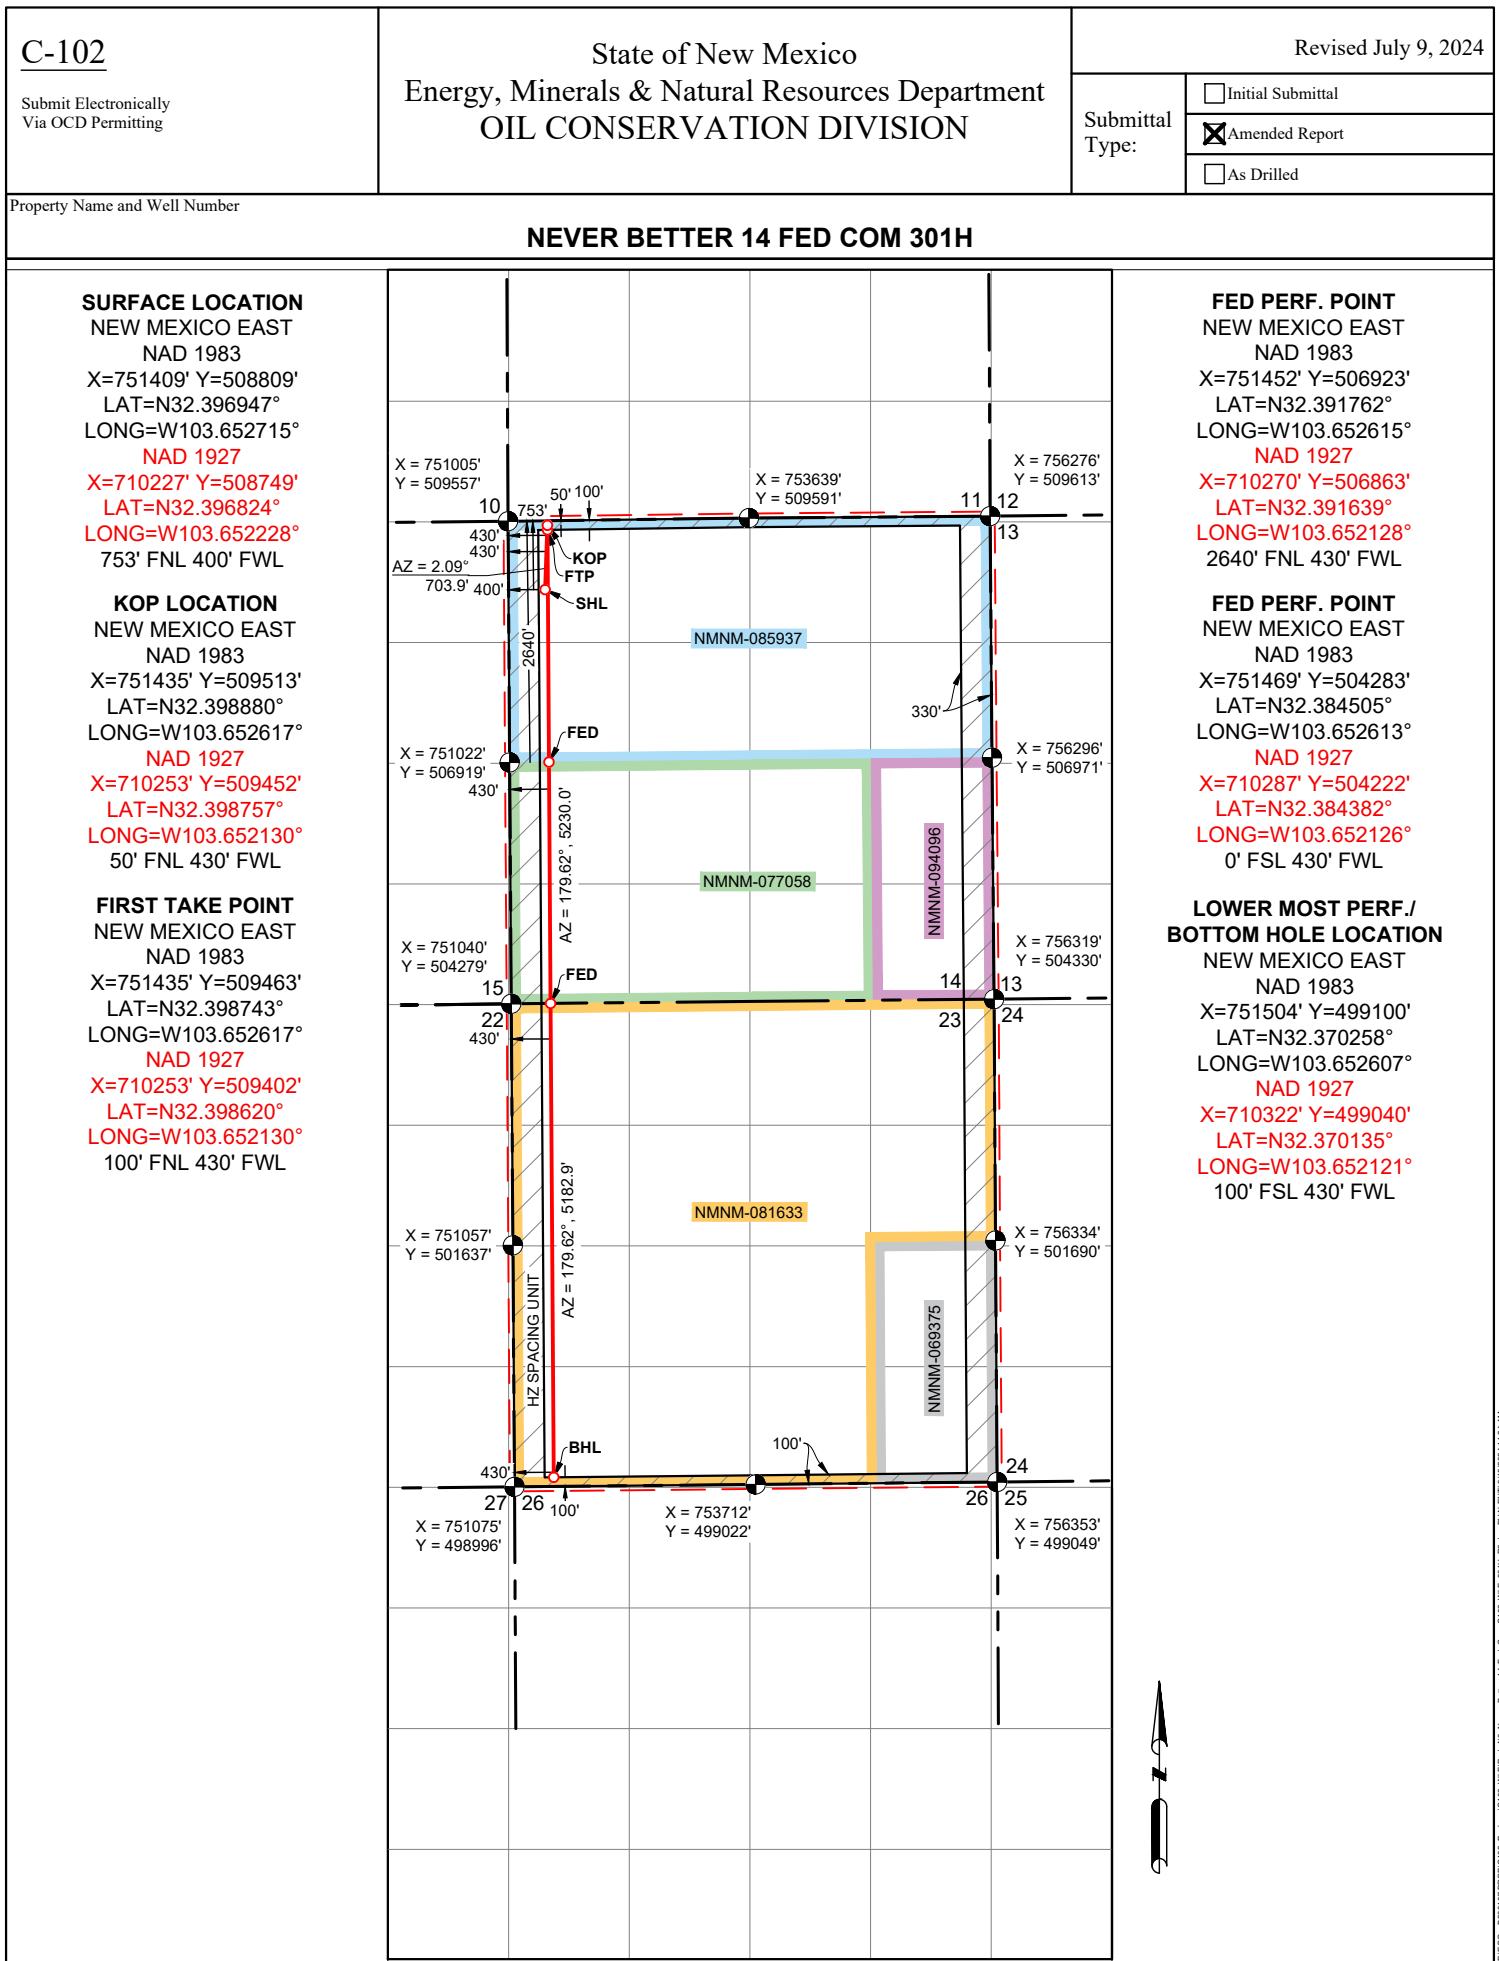 C-102
Submit Electronically
Via OCD Permitting
State of New Mexico
Energy, Minerals & Natural Resources Department
OIL CONSERVATION DIVISION
Revised July 9, 2024
Submittal
Type:
Initial Submittal
Amended Report
As Drilled
Property Name and Well Number
NEVER BETTER 14 FED COM 301H
SURFACE LOCATION
NEW MEXICO EAST
NAD 1983
X=751409' Y=508809'
LAT=N32.396947°
LONG=W103.652715°
NAD 1927
X=710227' Y=508749'
LAT=N32.396824°
LONG=W103.652228°
753' FNL 400' FWL
KOP LOCATION
NEW MEXICO EAST
NAD 1983
X=751435' Y=509513'
LAT=N32.398880°
LONG=W103.652617°
NAD 1927
X=710253' Y=509452'
LAT=N32.398757°
LONG=W103.652130°
50' FNL 430' FWL
FIRST TAKE POINT
NEW MEXICO EAST
NAD 1983
X=751435' Y=509463'
LAT=N32.398743°
LONG=W103.652617°
NAD 1927
X=710253' Y=509402'
LAT=N32.398620°
LONG=W103.652130°
100' FNL 430' FWL
X = 751005'
Y = 509557'
X = 753639'
Y = 509591'
X = 756276'
Y = 509613'
10
753'
50'
100'
11
12
13
430'
430'
KOP
FTP
AZ = 2.09°
703.9'
400'
SHL
2640'
NMNM-085937
330'
FED
X = 751022'
Y = 506919'
430'
X = 756296'
Y = 506971'
AZ = 179.62°, 5230.0'
NMNM-077058
NMNM-094096
X = 751040'
Y = 504279'
FED
X = 756319'
Y = 504330'
15
14
13
22
23
24
430'
NMNM-081633
AZ = 179.62°, 5182.9'
X = 751057'
Y = 501637'
X = 756334'
Y = 501690'
HZ SPACING UNIT
NMNM-069375
BHL
100'
430'
24
27
26
100'
26
25
X = 751075'
Y = 498996'
X = 753712'
Y = 499022'
X = 756353'
Y = 499049'
N
FED PERF. POINT
NEW MEXICO EAST
NAD 1983
X=751452' Y=506923'
LAT=N32.391762°
LONG=W103.652615°
NAD 1927
X=710270' Y=506863'
LAT=N32.391639°
LONG=W103.652128°
2640' FNL 430' FWL
FED PERF. POINT
NEW MEXICO EAST
NAD 1983
X=751469' Y=504283'
LAT=N32.384505°
LONG=W103.652613°
NAD 1927
X=710287' Y=504222'
LAT=N32.384382°
LONG=W103.652126°
0' FSL 430' FWL
LOWER MOST PERF./
BOTTOM HOLE LOCATION
NEW MEXICO EAST
NAD 1983
X=751504' Y=499100'
LAT=N32.370258°
LONG=W103.652607°
NAD 1927
X=710322' Y=499040'
LAT=N32.370135°
LONG=W103.652121°
100' FSL 430' FWL